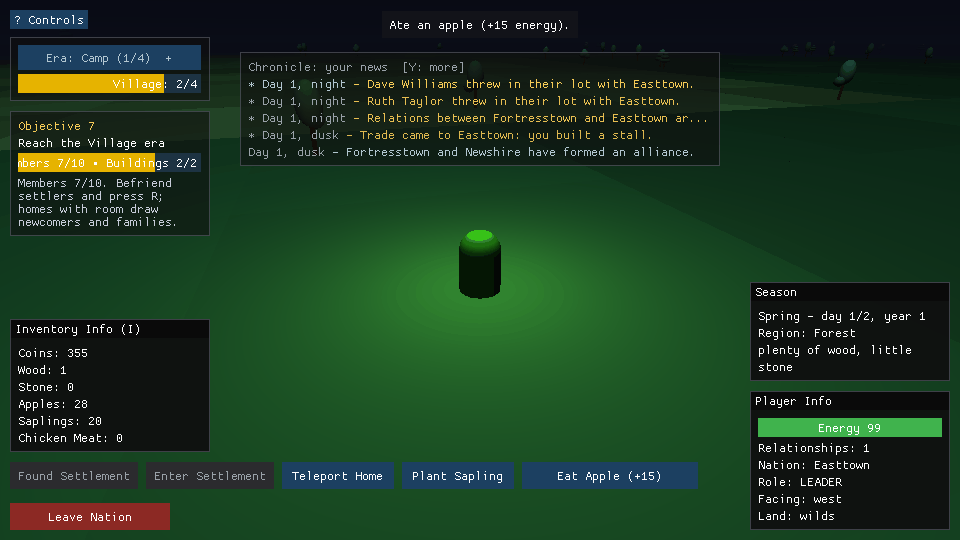 ? Controls
Ate an apple (+15 energy).
Era: Camp (1/4) +
Village: 2/4
Chronicle: your news [Y: more]
* Day 1, night – Dave Williams threw in their lot with Easttown.
* Day 1, night – Ruth Taylor threw in their lot with Easttown.
* Day 1, night – Relations between Fortresstown and Easttown ar...
* Day 1, dusk – Trade came to Easttown: you built a stall.
Day 1, dusk – Fortresstown and Newshire have formed an alliance.
Objective 7
Reach the Village era
mbers 7/10 • Buildings 2/2
Members 7/10. Befriend
settlers and press R;
homes with room draw
newcomers and families.
Inventory Info (I)
Coins: 355
Wood: 1
Stone: 0
Apples: 28
Saplings: 20
Chicken Meat: 0
Season
Spring – day 1/2, year 1
Region: Forest
plenty of wood, little
stone
Player Info
Energy 99
Relationships: 1
Nation: Easttown
Role: LEADER
Facing: west
Land: wilds
Found Settlement
Enter Settlement
Teleport Home
Plant Sapling
Eat Apple (+15)
Leave Nation